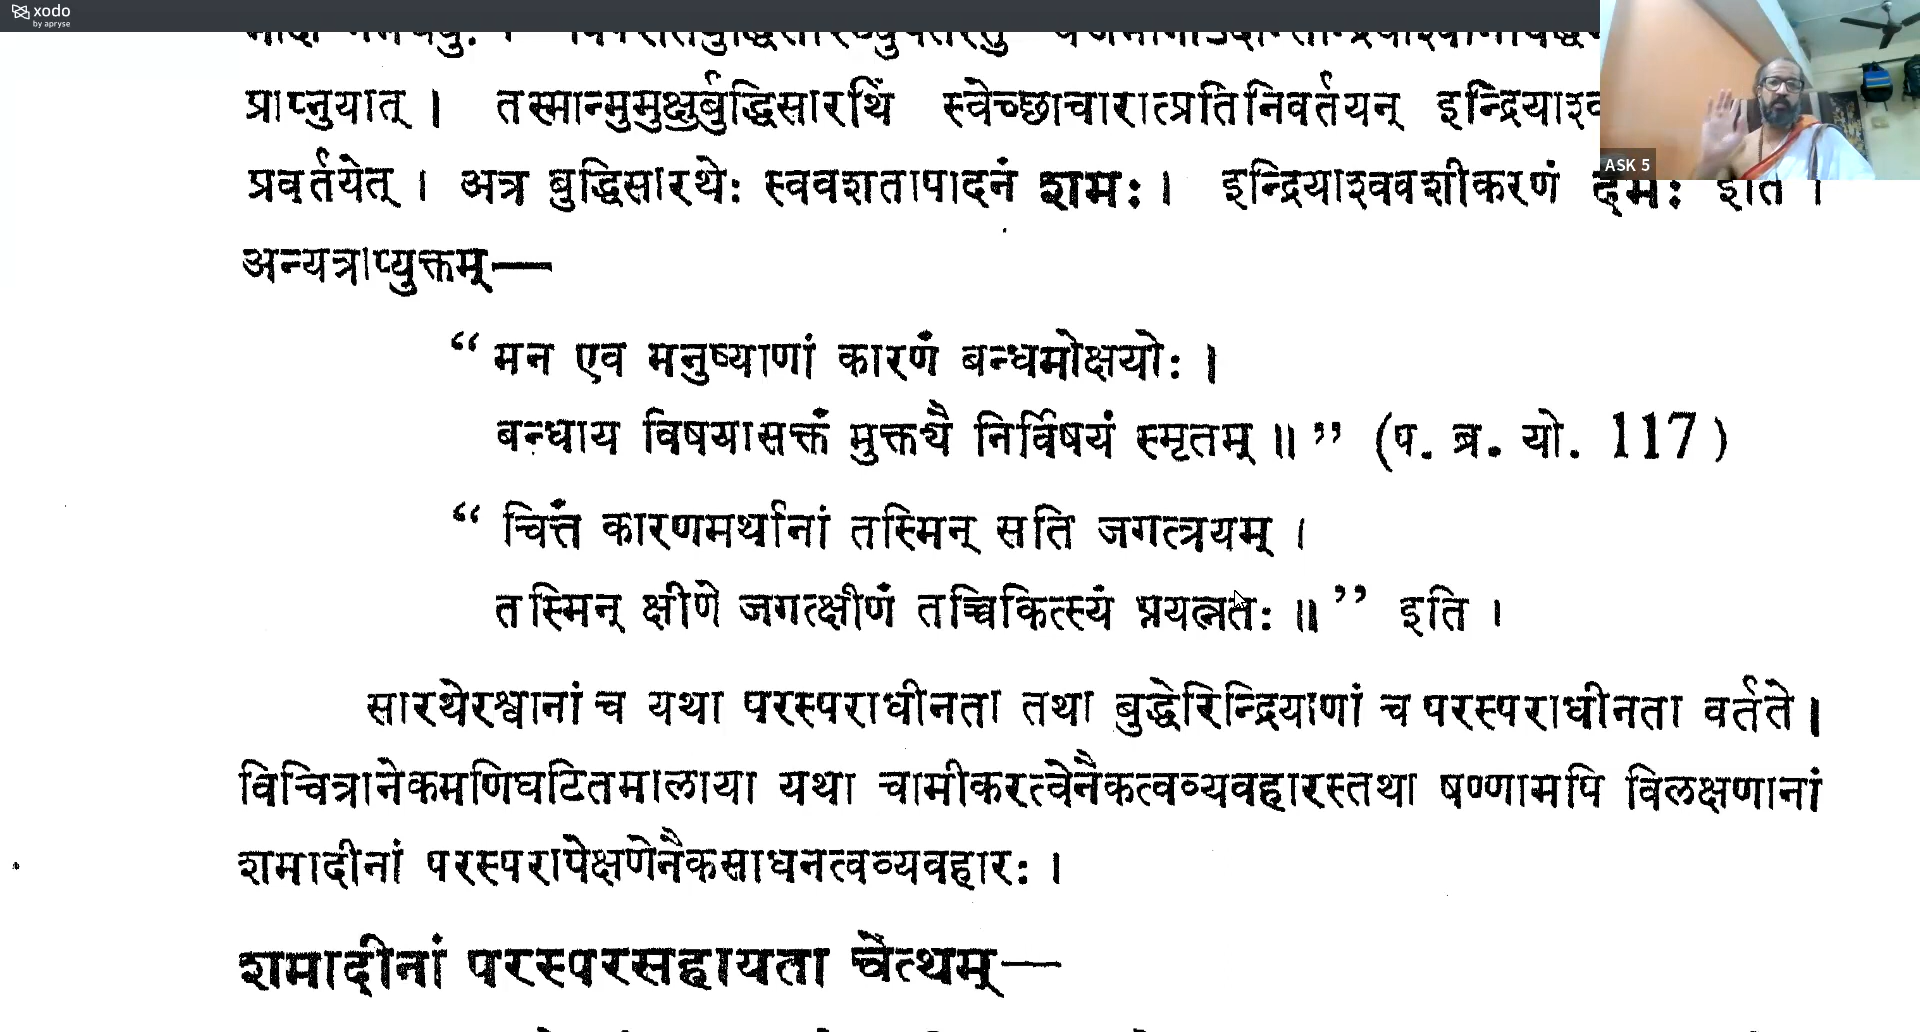 xodo
by apryse
ASK 5
प्राप्नुयात् । तस्मान्मुमुक्षुर्बुद्धिसारथिं स्वेच्छाचारात्प्रतिनिवर्तयन्
प्रवर्तयेत् । अत्र बुद्धिसारथेः स्ववशतापादनं शमः । इन्द्रियाश्ववशीकरणं दमः इति ।
अन्यत्राप्युक्तम्—
“ मन एव मनुष्याणां कारणं बन्धमोक्षयोः ।
बन्धाय विषयासक्तं मुक्तयै निर्विषयं स्मृतम् ॥ ” (प. ब्र. यो. 117 )
“ चित्तं कारणमर्थानां तस्मिन् सति जगत्त्रयम् ।
तस्मिन् क्षीणे जगत्क्षीणं तच्चिकित्स्यं प्रयत्नतः ॥ ” इति ।
सारथेरश्वानां च यथा परस्पराधीनता तथा बुद्धेरिन्द्रियाणां च परस्पराधीनता वर्तते ।
विचित्रानेकमणिघटितमालाया यथा चामीकरत्वेनैकत्वव्यवहारस्तथा षण्णामपि विलक्षणानां
शमादीनां परस्परापेक्षणेनैकसाधनत्वव्यवहारः ।
शमादीनां परस्परसहायता चेत्थम्—